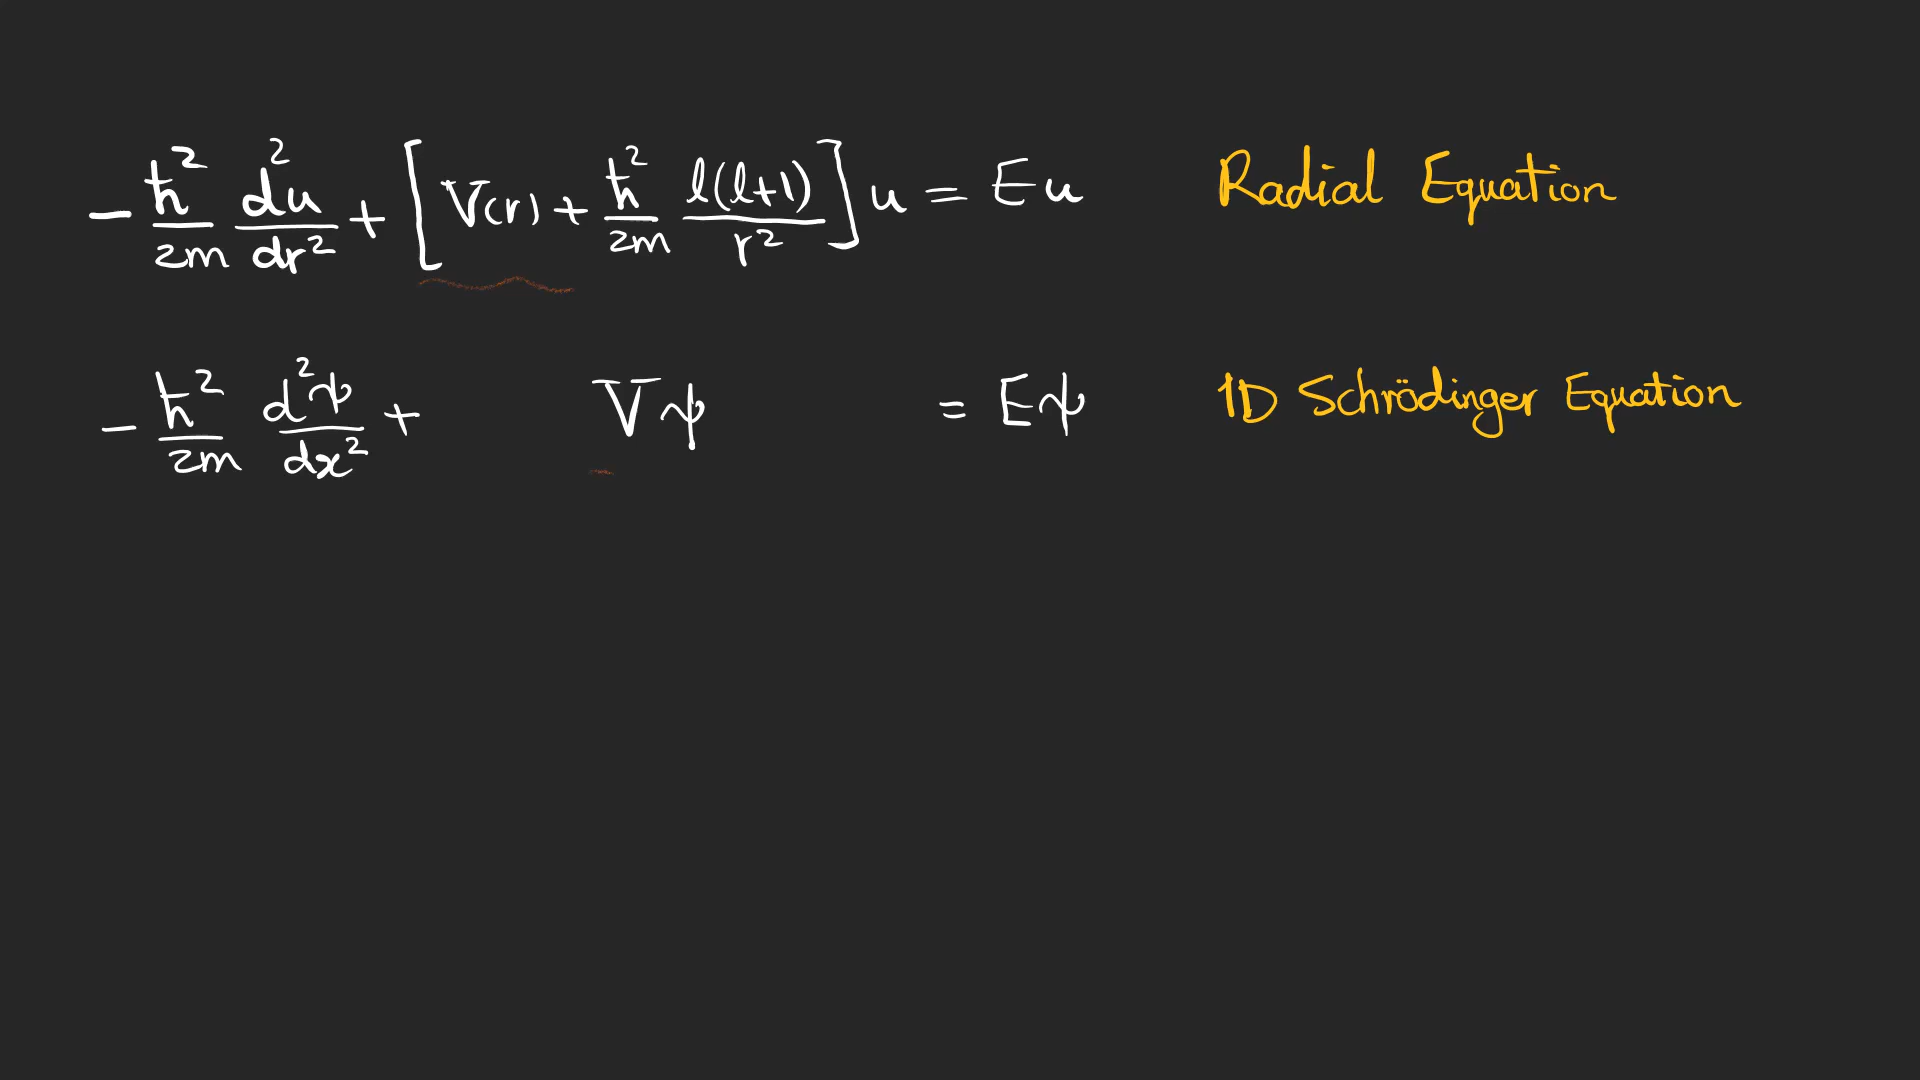 -ħ²/2m d²u/dr² + [V(r) + ħ²/2m l(l+1)/r²] u = Eu Radial Equation
-ħ²/2m d²ψ/dx² + Vψ = Eψ 1D Schrödinger Equation